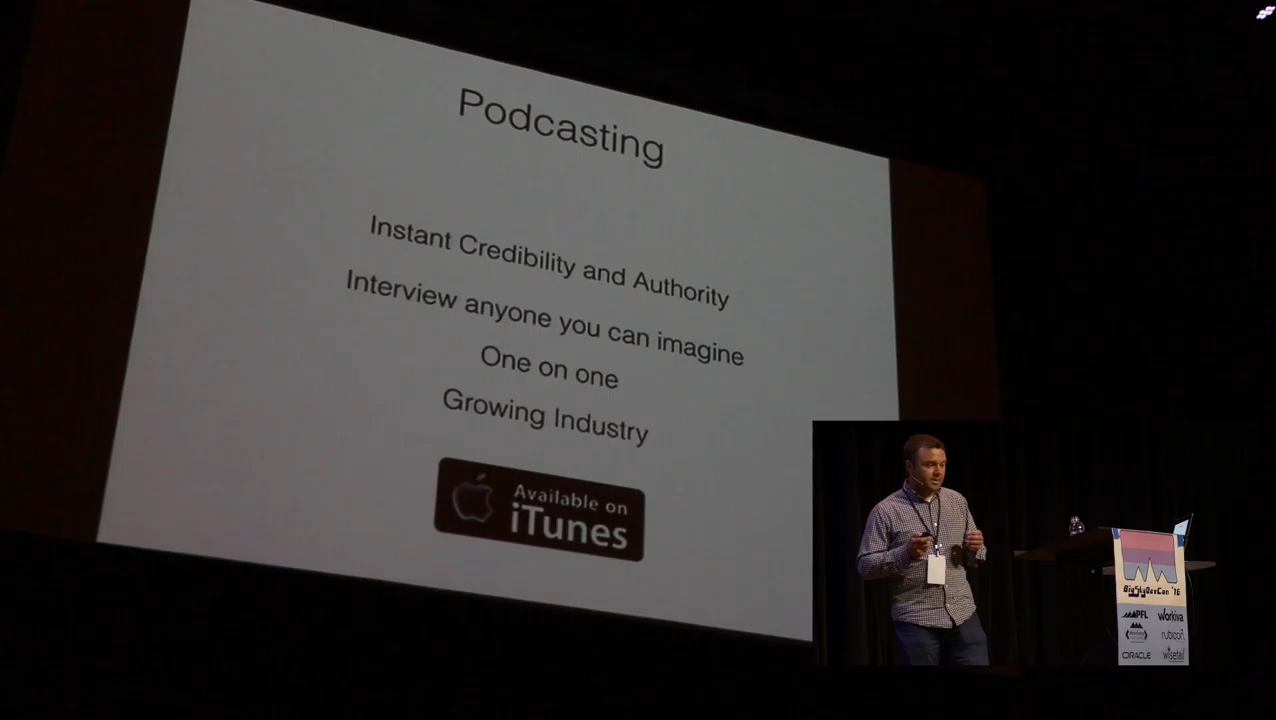 Podcasting
Instant Credibility and Authority
Interview anyone you can imagine
One on one
Growing Industry
Available on
iTunes
BigSkyDevCon '16
PFL
Workiva
rubicon
ORACLE
wisetail